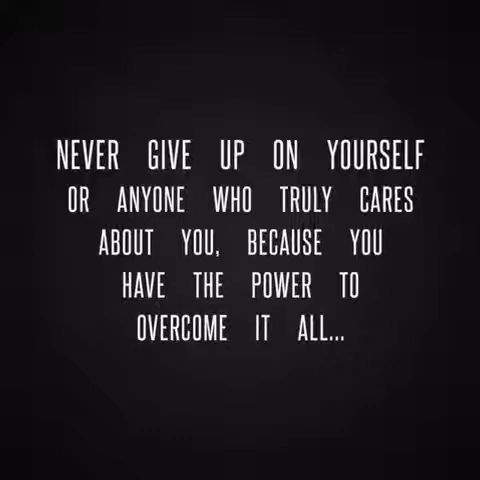 NEVER GIVE UP ON YOURSELF
OR ANYONE WHO TRULY CARES
ABOUT YOU, BECAUSE YOU
HAVE THE POWER TO
OVERCOME IT ALL...